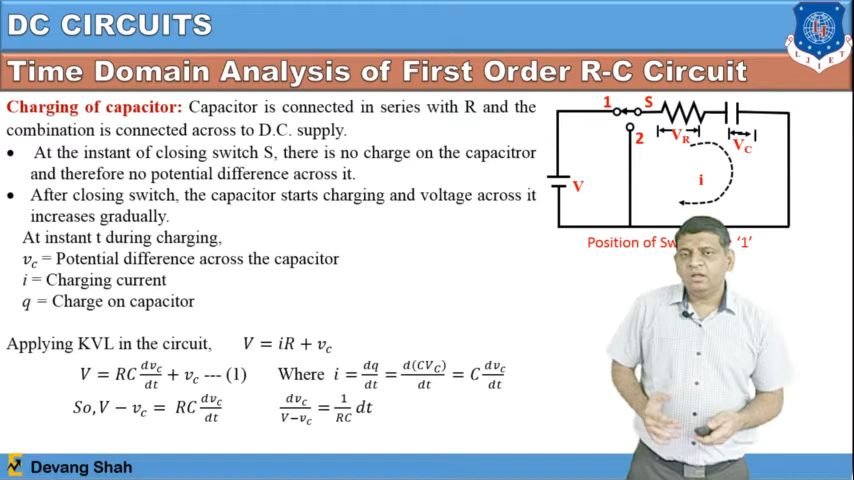 DC CIRCUITS
LJIET
Time Domain Analysis of First Order R-C Circuit
Charging of capacitor: Capacitor is connected in series with R and the
combination is connected across to D.C. supply.
• At the instant of closing switch S, there is no charge on the capacitror
and therefore no potential difference across it.
• After closing switch, the capacitor starts charging and voltage across it
increases gradually.
At instant t during charging,
v_c = Potential difference across the capacitor
i = Charging current
q = Charge on capacitor
Applying KVL in the circuit, V = iR + v_c
V = RC dv_c/dt + v_c --- (1) Where i = dq/dt = d(CV_C)/dt = C dv_c/dt
So, V − v_c = RC dv_c/dt dv_c/V−v_c = 1/RC dt
1 S
2 V_R V_C
V i
Position of '1'
Devang Shah